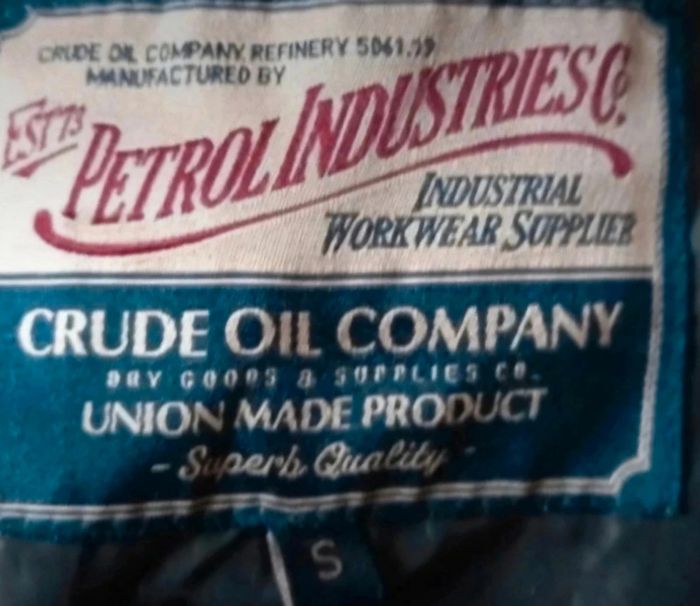 CRUDE OIL COMPANY REFINERY 5061.79
MANUFACTURED BY
EST'73
PETROL INDUSTRIES Co.
INDUSTRIAL
WORKWEAR SUPPLIER
CRUDE OIL COMPANY
DRY GOODS & SUPPLIES CO.
UNION MADE PRODUCT
- Superb Quality -
S